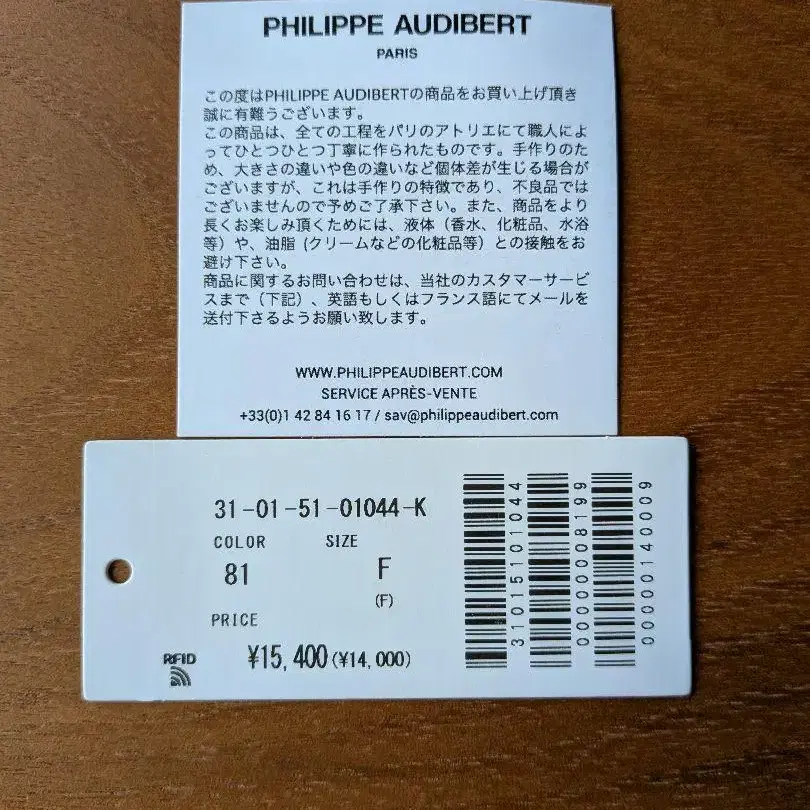 PHILIPPE AUDIBERT
PARIS
この度はPHILIPPE AUDIBERTの商品をお買い上げ頂き
誠に有難うございます。
この商品は、全ての工程をパリのアトリエにて職人によ
ってひとつひとつ丁寧に作られたものです。手作りのた
め、大きさの違いや色の違いなど個体差が生じる場合が
ございますが、これは手作りの特徴であり、不良品では
ございませんので予めご了承下さい。また、商品をより
長くお楽しみ頂くためには、液体（香水、化粧品、水浴
等）や、油脂 (クリームなどの化粧品等）との接触をお
避け下さい。
商品に関するお問い合わせは、当社のカスタマーサービ
スまで（下記）、英語もしくはフランス語にてメールを
送付下さるようお願い致します。
WWW.PHILIPPEAUDIBERT.COM
SERVICE APRÈS-VENTE
+33(0)1 42 84 16 17 / sav@philippeaudibert.com
31-01-51-01044-K
COLOR SIZE
81 F
(F)
PRICE
RFID ¥15,400(¥14,000)
3101510104​4
0000000008199
0000001400​09